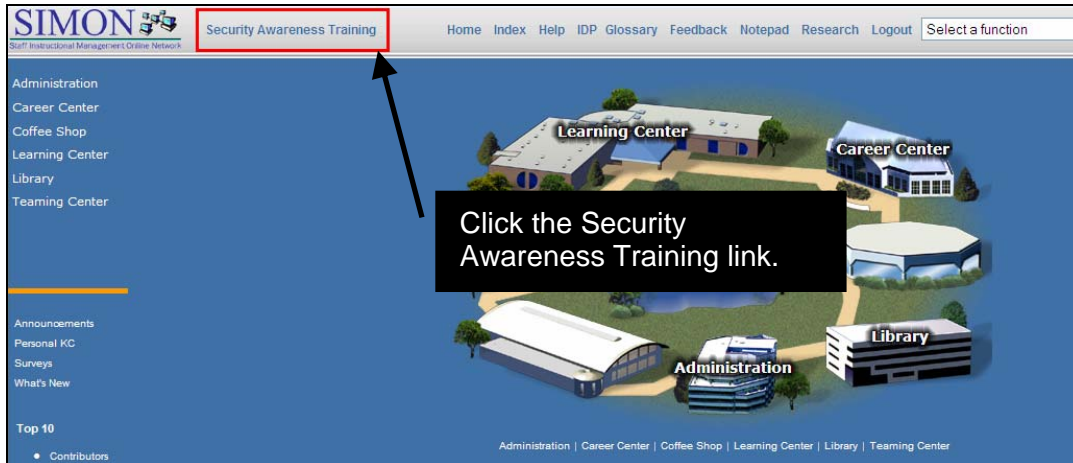 SIMON
Staff Instructional Management Online Network
Security Awareness Training
Home Index Help IDP Glossary Feedback Notepad Research Logout Select a function
Administration
Career Center
Coffee Shop
Learning Center
Library
Teaming Center
Learning Center
Career Center
Click the Security
Awareness Training link.
Library
Administration
Announcements
Personal KC
Surveys
What's New
Top 10
• Contributors
Administration | Career Center | Coffee Shop | Learning Center | Library | Teaming Center